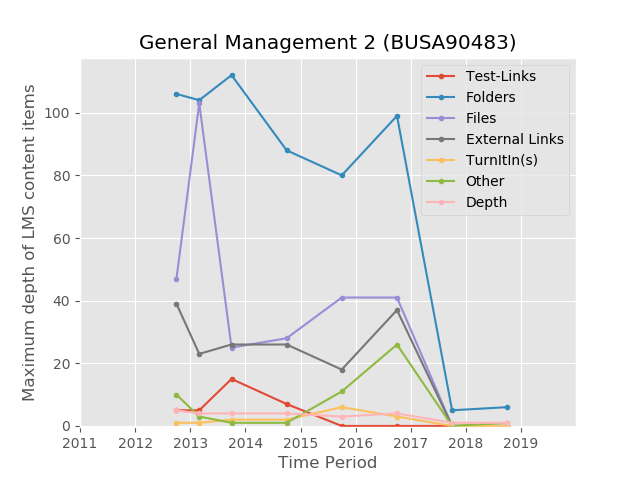 General Management 2 (BUSA90483)
Test-Links
Folders
Files
External Links
TurnItIn(s)
Other
Depth
Maximum depth of LMS content items
100
80
60
40
20
0
2011 2012 2013 2014 2015 2016 2017 2018 2019
Time Period